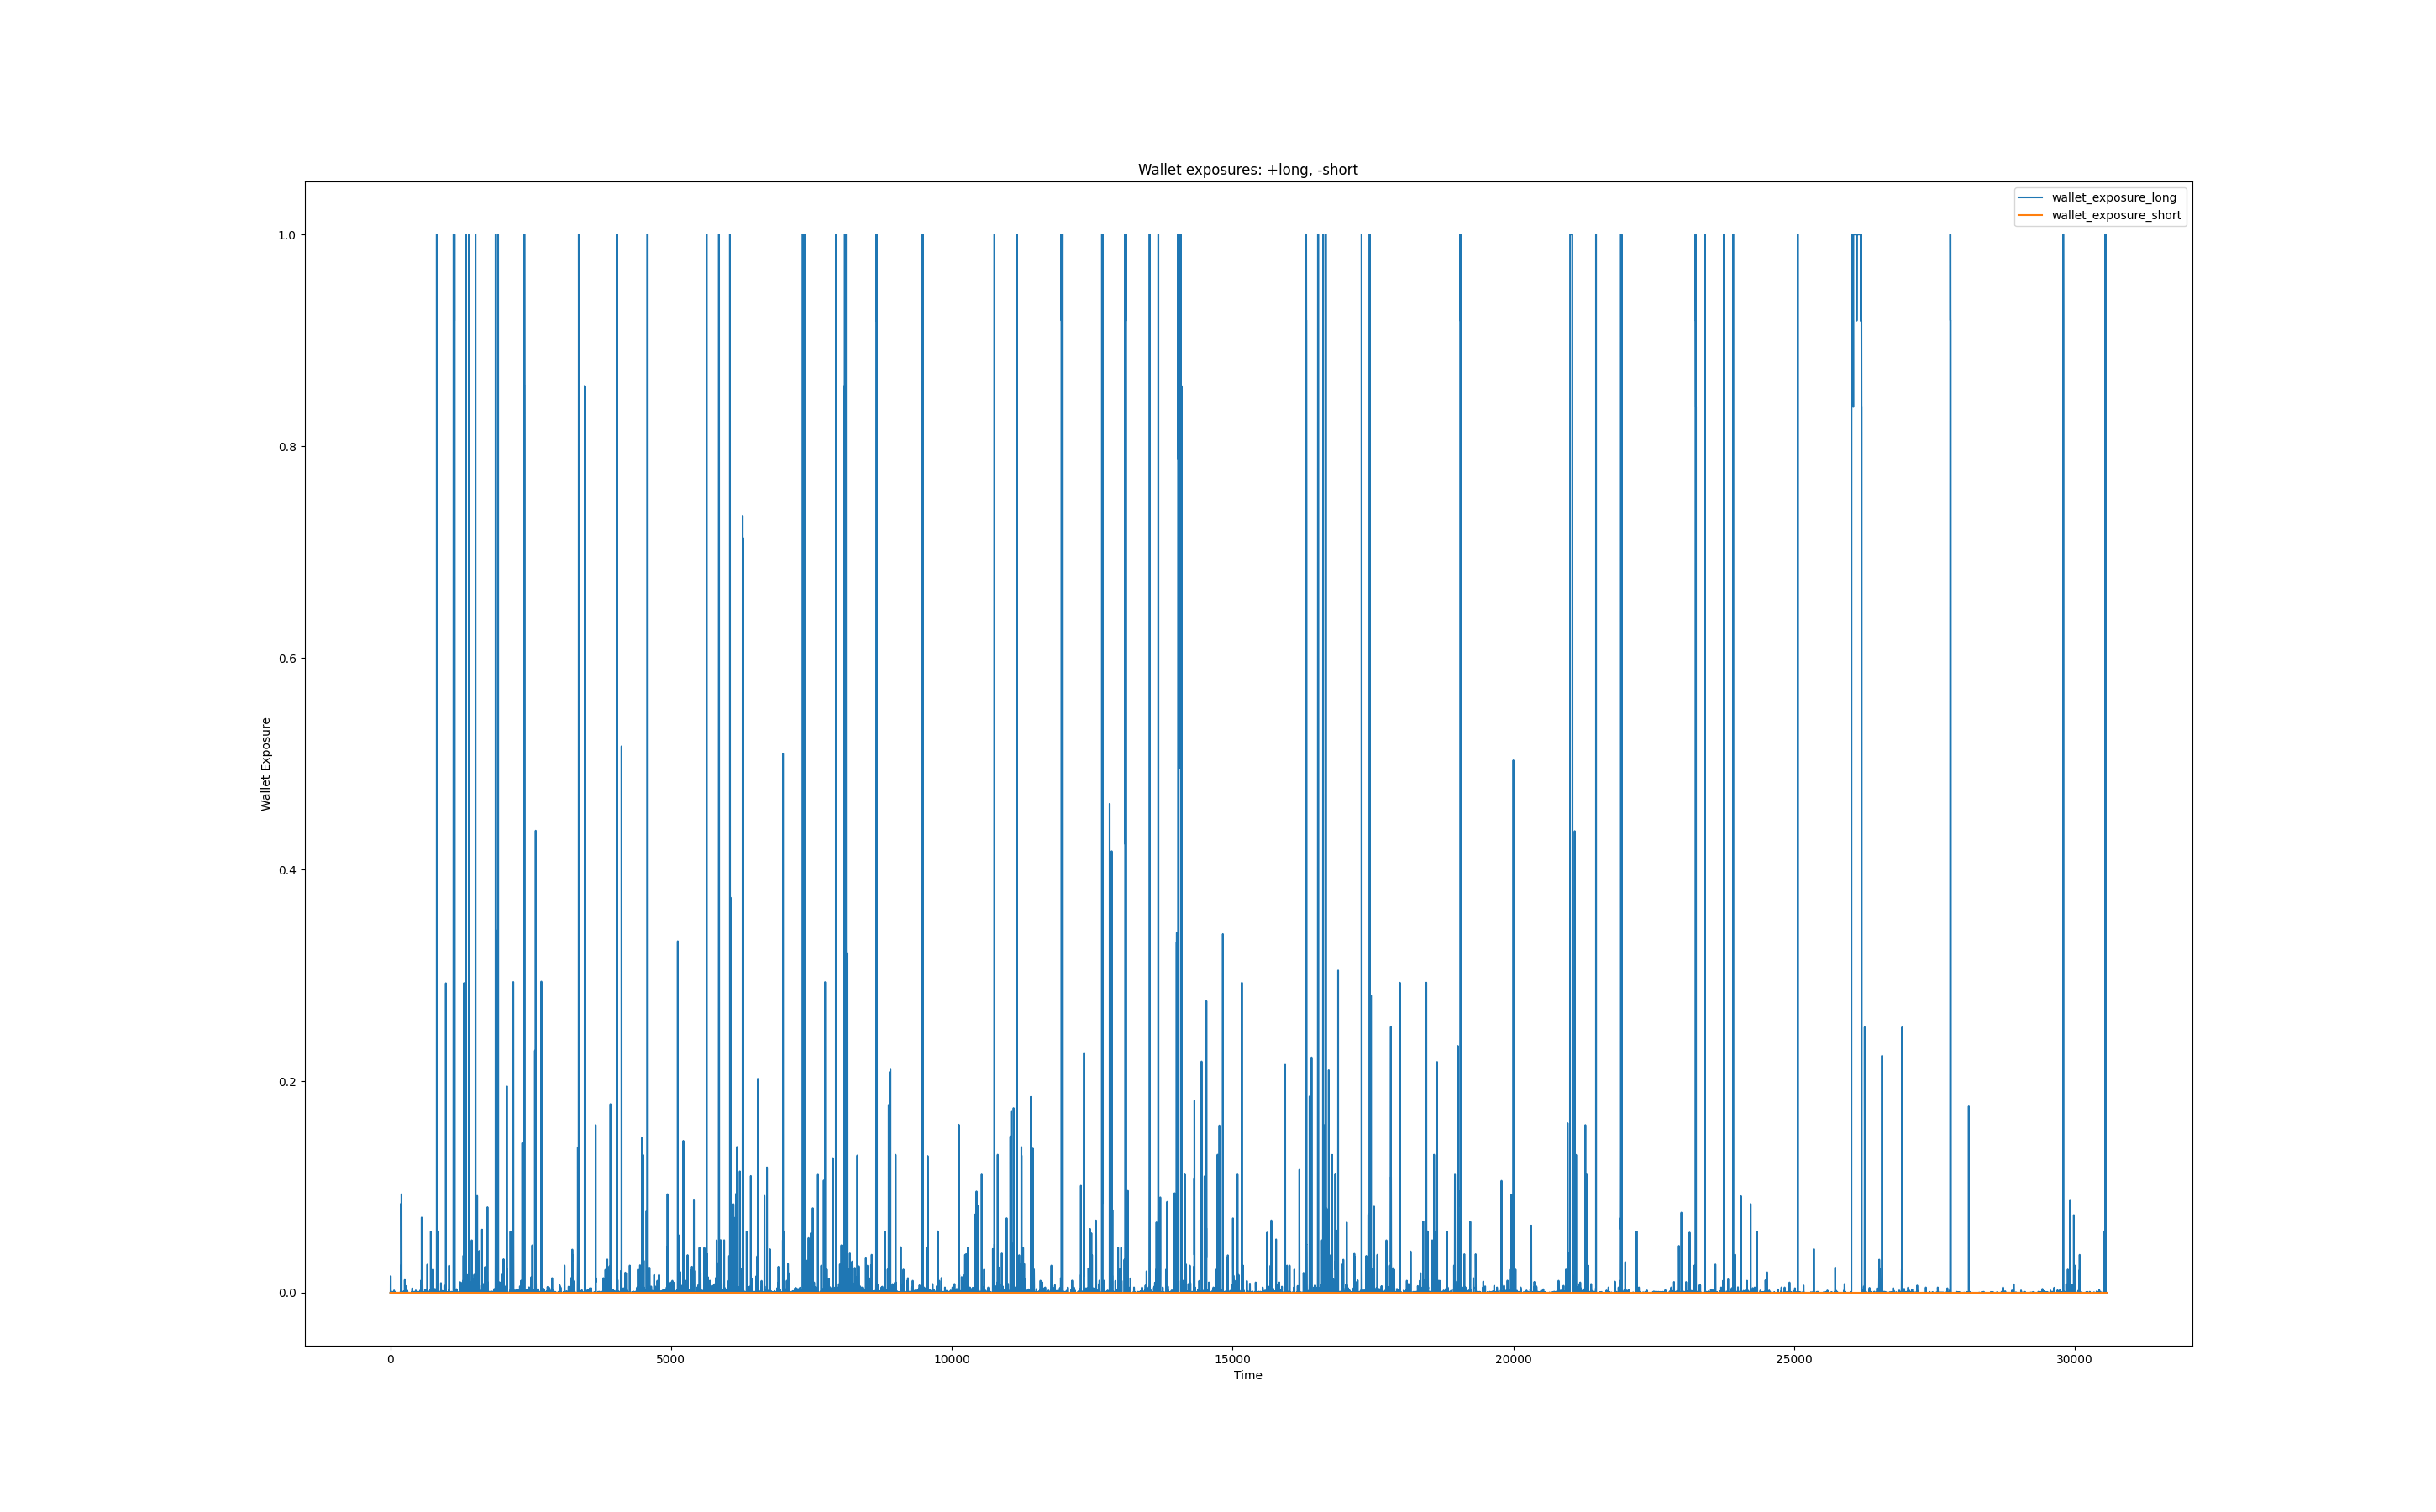 Wallet exposures: +long, -short
wallet_exposure_long
wallet_exposure_short
1.0
0.8
0.6
0.4
0.2
0.0
Wallet Exposure
0 5000 10000 15000 20000 25000 30000
Time